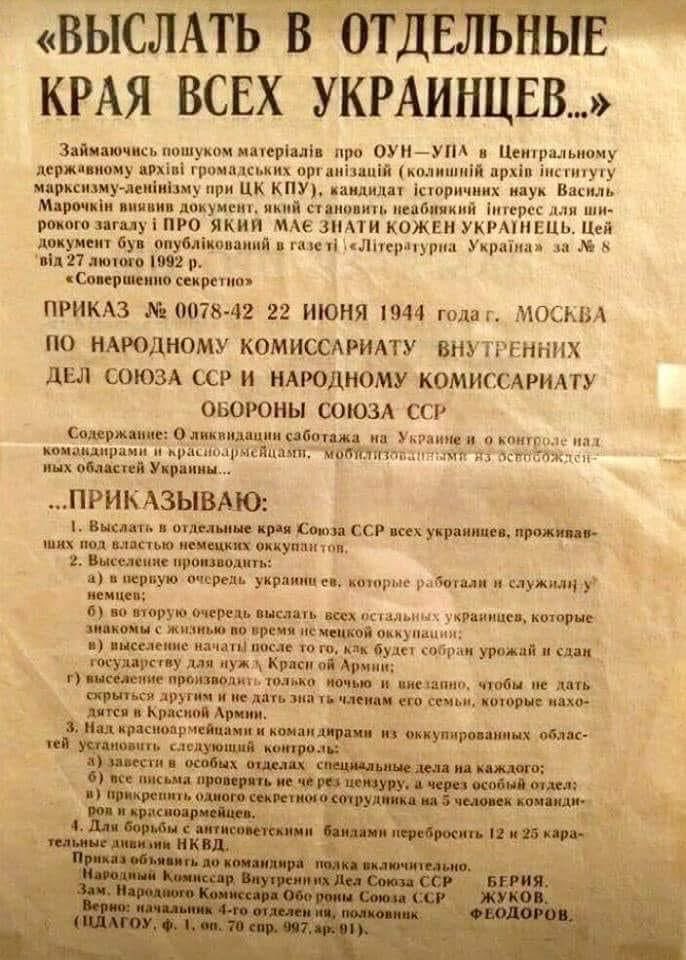 «ВЫСЛАТЬ В ОТДЕЛЬНЫЕ
КРАЯ ВСЕХ УКРАИНЦЕВ...»
Займаючись пошуком матеріалів про ОУН—УПА в Центральному
державному архіві громадських організацій (колишній архів інституту
марксизму-ленінізму при ЦК КПУ), кандидат історичних наук Василь
Марочкін виявив документ, який становить неабиякий інтерес для ши-
рокого загалу і ПРО ЯКИЙ МАЄ ЗНАТИ КОЖЕН УКРАЇНЕЦЬ. Цей
документ був опублікований в газеті «Літературна Україна» за № 8
від 27 лютого 1992 р.
«Совершенно секретно»
ПРИКАЗ № 0078-42 22 ИЮНЯ 1944 года г. МОСКВА
ПО НАРОДНОМУ КОМИССАРИАТУ ВНУТРЕННИХ
ДЕЛ СОЮЗА ССР И НАРОДНОМУ КОМИССАРИАТУ
ОБОРОНЫ СОЮЗА ССР
Содержание: О ликвидации саботажа на Украине и о контроле над
командирами и красноармейцами, мобилизованными из освобожден-
ных областей Украины...
...ПРИКАЗЫВАЮ:
1. Выслать в отдельные края Союза ССР всех украинцев, проживав-
ших под властью немецких оккупантов.
2. Выселение производить:
а) в первую очередь украинцев, которые работали и служили у
немцев;
б) во вторую очередь выслать всех остальных украинцев, которые
знакомы с жизнью во время немецкой оккупации;
в) выселение начать после того, как будет собран урожай и сдан
государству для нужд Красной Армии;
г) выселение производить только ночью и внезапно, чтобы не дать
скрыться другим и не дать знать членам его семьи, которые нахо-
дятся в Красной Армии.
3. Над красноармейцами и командирами из оккупированных облас-
тей установить следующий контроль:
а) завести в особых отделах специальные дела на каждого;
б) все письма проверять не через цензуру, а через особый отдел;
в) прикрепить одного секретного сотрудника на 5 человек команди-
ров и красноармейцев.
4. Для борьбы с антисоветскими бандами перебросить 12 и 25 кара-
тельные дивизии НКВД.
Приказ объявить до командира полка включительно.
Народный Комиссар Внутренних Дел Союза ССР БЕРИЯ.
Зам. Народного Комиссара Обороны Союза ССР ЖУКОВ.
Верно: начальник 4-го отделения, полковник ФЕОДОРОВ.
(ЦДАГОУ, ф. 1, оп. 70 спр. 997, ар. 91).